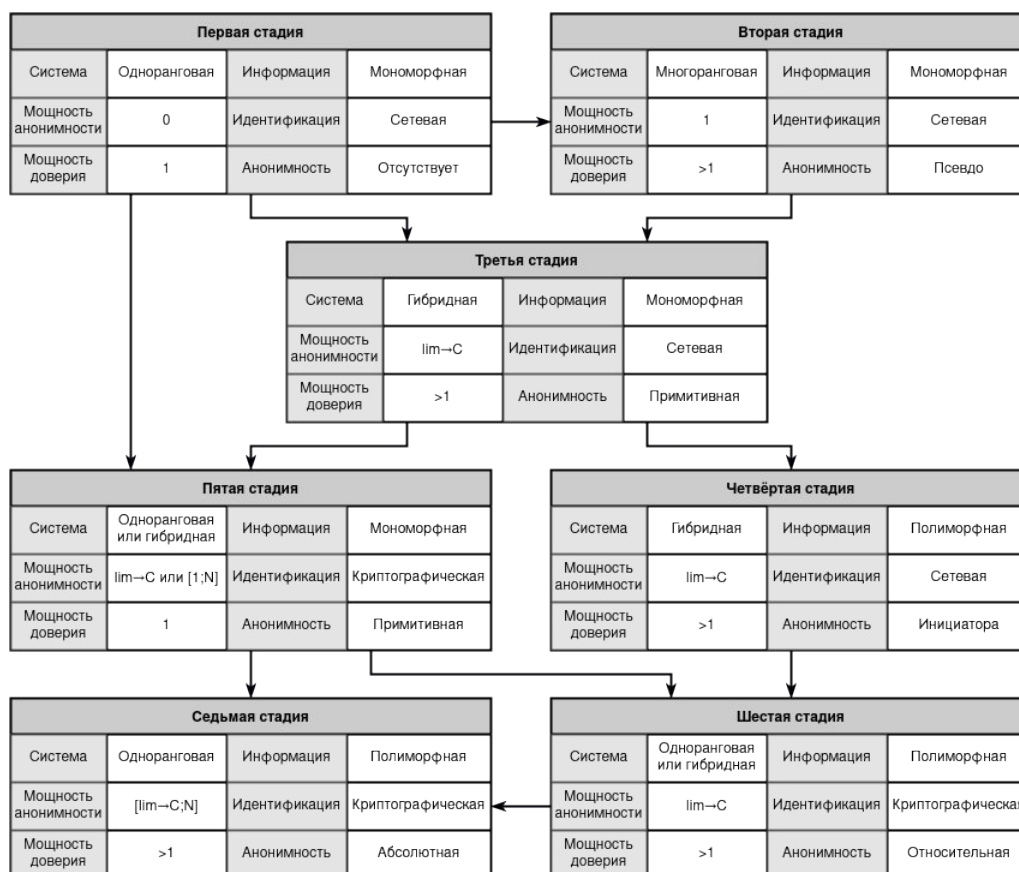 Первая стадия
Система Одноранговая Информация Мономорфная
Мощность анонимности 0 Идентификация Сетевая
Мощность доверия 1 Анонимность Отсутствует
Вторая стадия
Система Многоранговая Информация Мономорфная
Мощность анонимности 1 Идентификация Сетевая
Мощность доверия >1 Анонимность Псевдо
Третья стадия
Система Гибридная Информация Мономорфная
Мощность анонимности lim→C Идентификация Сетевая
Мощность доверия >1 Анонимность Примитивная
Пятая стадия
Система Одноранговая или гибридная Информация Мономорфная
Мощность анонимности lim→C или [1;N] Идентификация Криптографическая
Мощность доверия 1 Анонимность Примитивная
Четвёртая стадия
Система Гибридная Информация Полиморфная
Мощность анонимности lim→C Идентификация Сетевая
Мощность доверия >1 Анонимность Инициатора
Седьмая стадия
Система Одноранговая Информация Полиморфная
Мощность анонимности [lim→C;N] Идентификация Криптографическая
Мощность доверия >1 Анонимность Абсолютная
Шестая стадия
Система Одноранговая или гибридная Информация Полиморфная
Мощность анонимности lim→C Идентификация Криптографическая
Мощность доверия >1 Анонимность Относительная